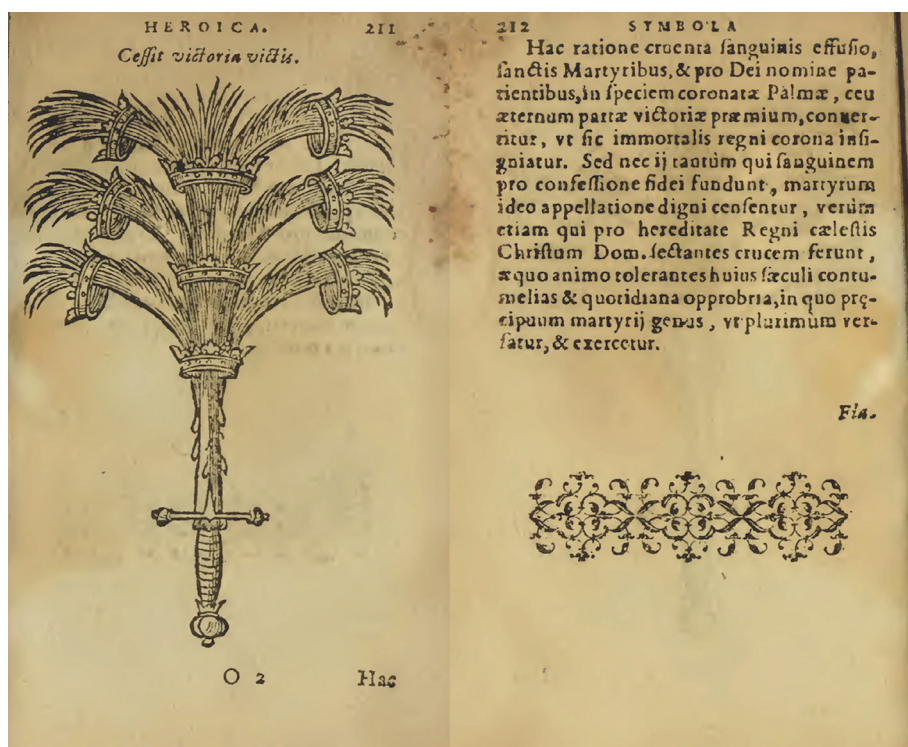 HEROICA. 211
Cessit victoria victis.
O 2 Hac
212 SYMBOLA
Hac ratione cruenta ſanguinis effuſio,
ſanctis Martyribus, & pro Dei nomine pa-
tientibus, in ſpeciem coronatæ Palmæ, ceu
æternum partæ victoriæ præmium, conuer-
titur, vt ſic immortalis regni corona inſi-
gniatur. Sed nec ij tantùm qui ſanguinem
pro confeſſione fidei fundunt, martyrum
ideo appellatione digni cenſentur, verùm
etiam qui pro hereditate Regni cæleſtis
Chriſtum Dom. ſectantes crucem ferunt,
æquo animo tolerantes huius ſæculi contu-
melias & quotidiana opprobria, in quo prę-
cipuum martyrij genus, vt plurimùm ver-
ſatur, & exercetur.
Fla.